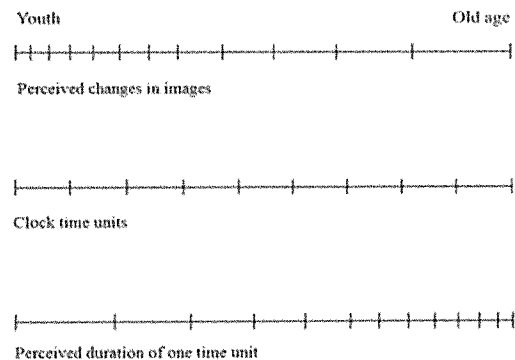 Youth Old age
Perceived changes in images
Clock time units
Perceived duration of one time unit